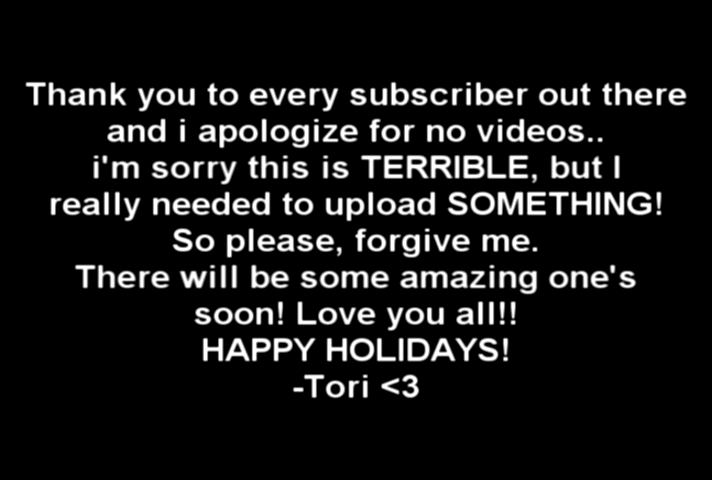 Thank you to every subscriber out there
and i apologize for no videos..
i'm sorry this is TERRIBLE, but I
really needed to upload SOMETHING!
So please, forgive me.
There will be some amazing one's
soon! Love you all!!
HAPPY HOLIDAYS!
-Tori <3